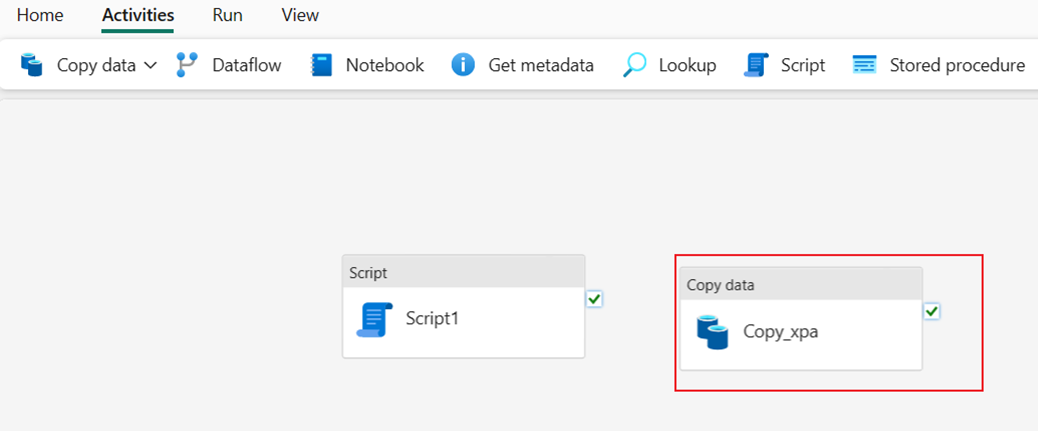 Home Activities Run View
Copy data Dataflow Notebook Get metadata Lookup Script Stored procedure
Script
Script1
Copy data
Copy_xpa